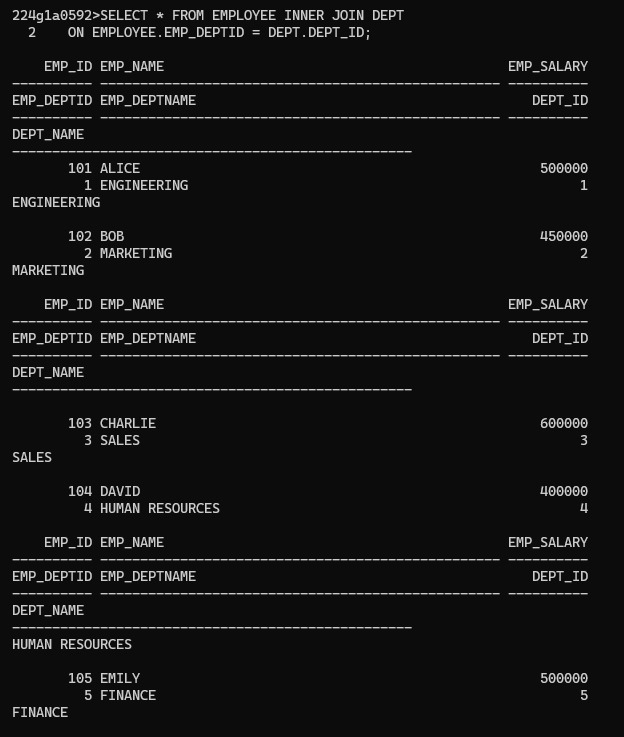 224g1a0592>SELECT * FROM EMPLOYEE INNER JOIN DEPT
  2    ON EMPLOYEE.EMP_DEPTID = DEPT.DEPT_ID;

    EMP_ID EMP_NAME                                           EMP_SALARY
---------- -------------------------------------------------- ----------
EMP_DEPTID EMP_DEPTNAME                                          DEPT_ID
---------- -------------------------------------------------- ----------
DEPT_NAME
--------------------------------------------------
       101 ALICE                                                  500000
         1 ENGINEERING                                                 1
ENGINEERING

       102 BOB                                                    450000
         2 MARKETING                                                   2
MARKETING

    EMP_ID EMP_NAME                                           EMP_SALARY
---------- -------------------------------------------------- ----------
EMP_DEPTID EMP_DEPTNAME                                          DEPT_ID
---------- -------------------------------------------------- ----------
DEPT_NAME
--------------------------------------------------

       103 CHARLIE                                                600000
         3 SALES                                                       3
SALES

       104 DAVID                                                  400000
         4 HUMAN RESOURCES                                             4

    EMP_ID EMP_NAME                                           EMP_SALARY
---------- -------------------------------------------------- ----------
EMP_DEPTID EMP_DEPTNAME                                          DEPT_ID
---------- -------------------------------------------------- ----------
DEPT_NAME
--------------------------------------------------
HUMAN RESOURCES

       105 EMILY                                                  500000
         5 FINANCE                                                     5
FINANCE